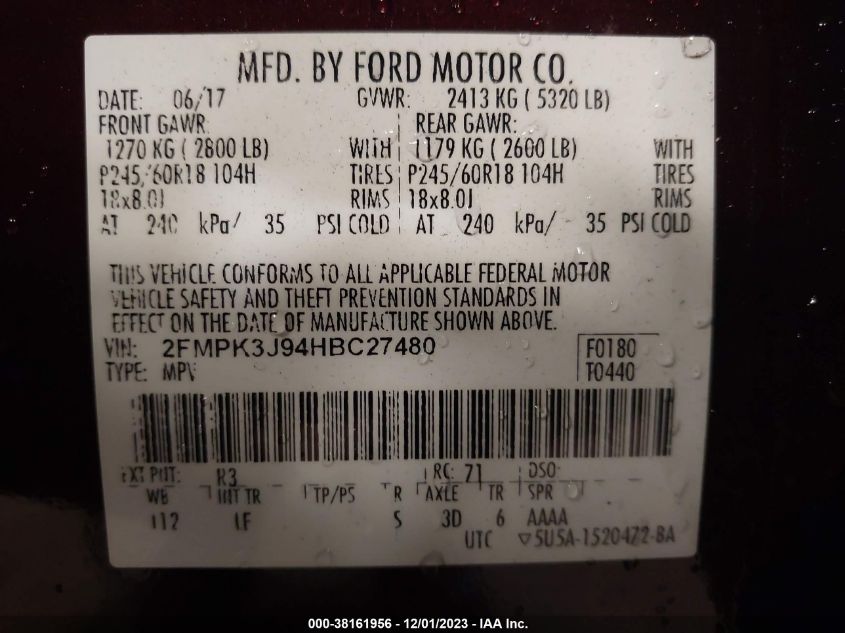 MFD. BY FORD MOTOR CO.
DATE: 06/17 GVWR: 2413 KG ( 5320 LB)
FRONT GAWR: REAR GAWR:
1270 KG ( 2800 LB) WITH 1179 KG ( 2600 LB) WITH
P245/60R18 104H TIRES P245/60R18 104H TIRES
18x8.0J RIMS 18x8.0J RIMS
AT 240 kPa/ 35 PSI COLD AT 240 kPa/ 35 PSI COLD
THIS VEHICLE CONFORMS TO ALL APPLICABLE FEDERAL MOTOR
VEHICLE SAFETY AND THEFT PREVENTION STANDARDS IN
EFFECT ON THE DATE OF MANUFACTURE SHOWN ABOVE.
VIN: 2FMPK3J94HBC27480 F0180
TYPE: MPV T0440
EXT PNT: R3 RC: 71 DSO:
WB INT TR TP/PS R AXLE TR SPR
112 S 3D 6 AAAA
UTC ▽5U5A-1520472-BA
000-38161956 - 12/01/2023 - IAA Inc.